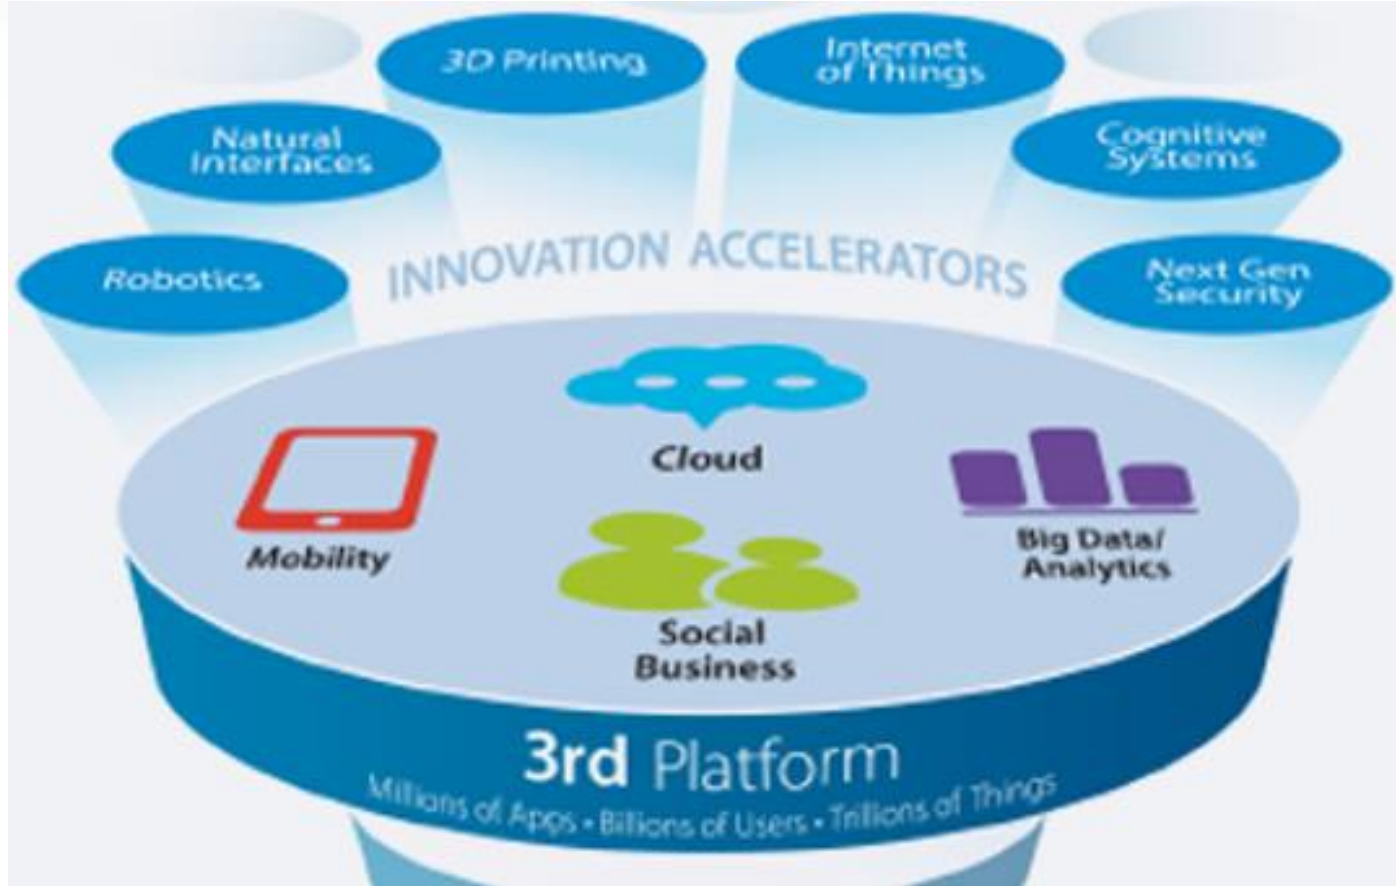 3D Printing
Internet
of Things
Natural
Interfaces
Cognitive
Systems
Robotics
INNOVATION ACCELERATORS
Next Gen
Security
Cloud
Mobility
Big Data/
Analytics
Social
Business
3rd Platform
Millions of Apps • Billions of Users • Trillions of Things